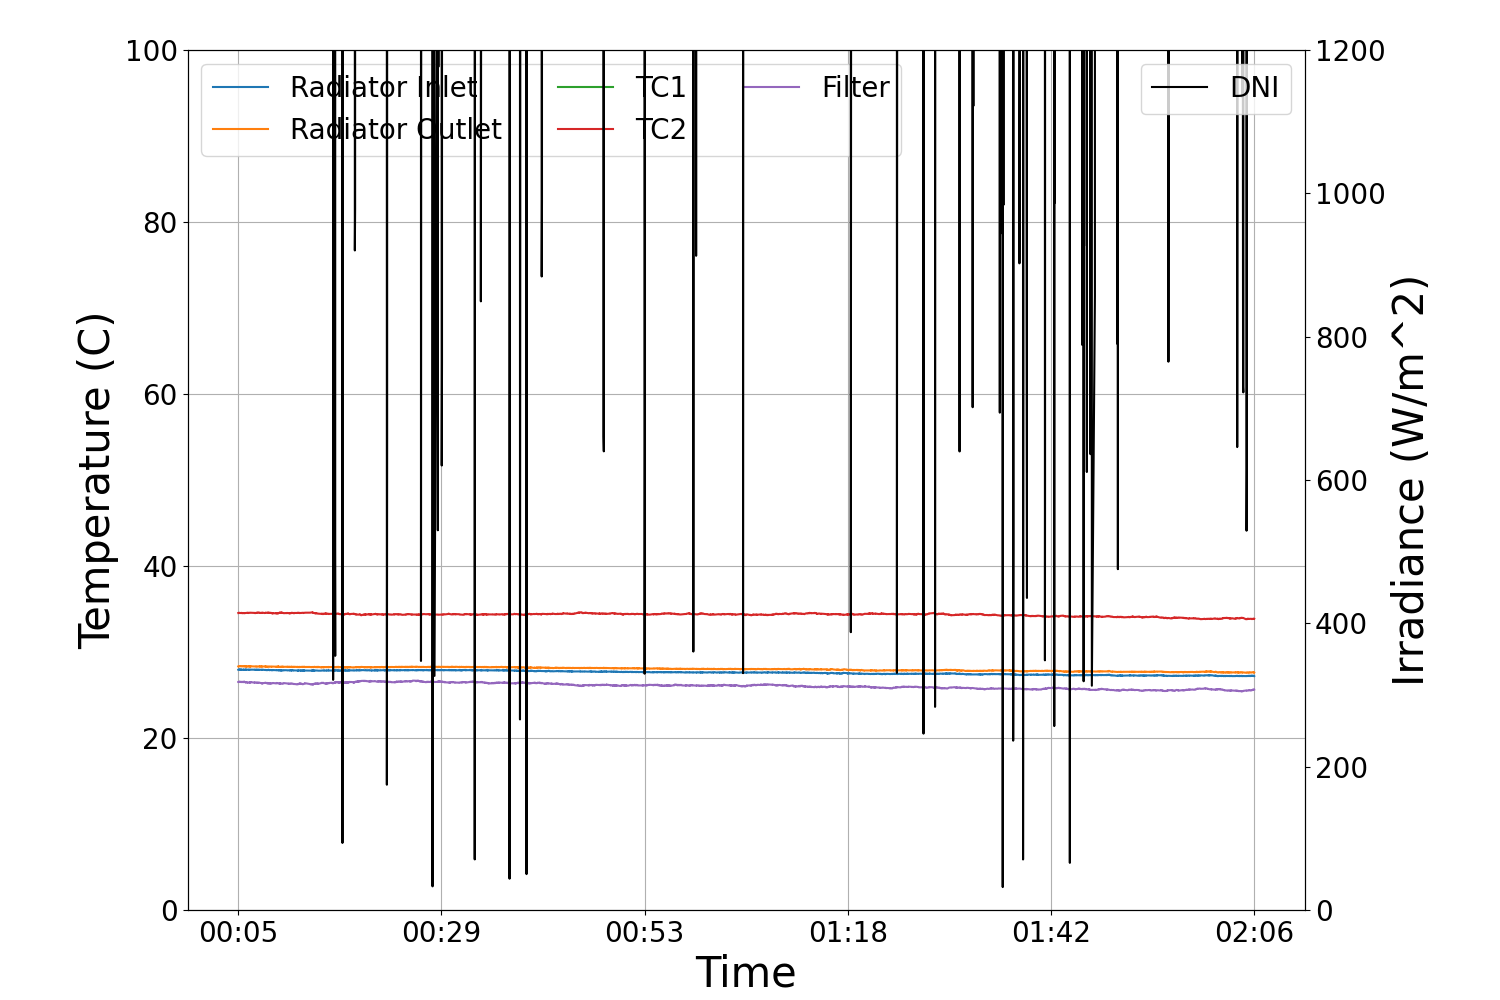 100
80
60
40
20
0
Temperature (C)
Radiator Inlet
Radiator Outlet
TC1
TC2
Filter
DNI
1200
1000
800
600
400
200
0
Irradiance (W/m^2)
00:05 00:29 00:53 01:18 01:42 02:06
Time